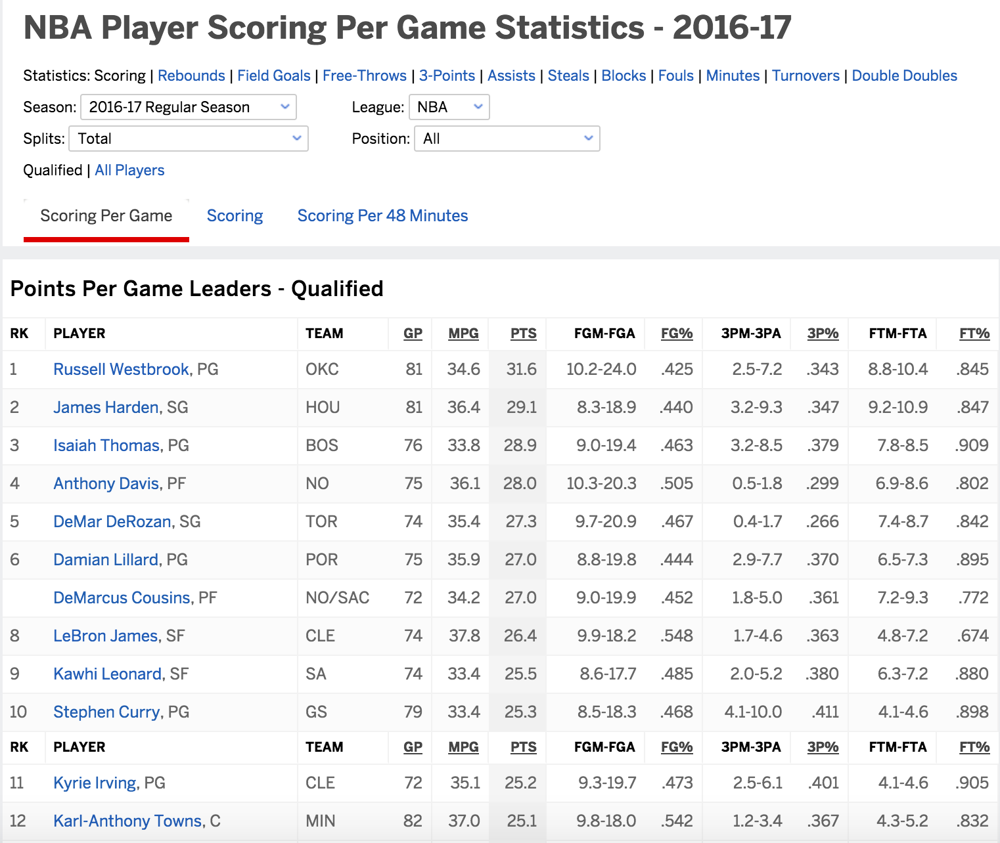 NBA Player Scoring Per Game Statistics - 2016-17
Statistics: Scoring | Rebounds | Field Goals | Free-Throws | 3-Points | Assists | Steals | Blocks | Fouls | Minutes | Turnovers | Double Doubles
Season: 2016-17 Regular Season League: NBA
Splits: Total Position: All
Qualified | All Players
Scoring Per Game Scoring Scoring Per 48 Minutes
Points Per Game Leaders - Qualified
RK PLAYER TEAM GP MPG PTS FGM-FGA FG% 3PM-3PA 3P% FTM-FTA FT%
1 Russell Westbrook, PG OKC 81 34.6 31.6 10.2-24.0 .425 2.5-7.2 .343 8.8-10.4 .845
2 James Harden, SG HOU 81 36.4 29.1 8.3-18.9 .440 3.2-9.3 .347 9.2-10.9 .847
3 Isaiah Thomas, PG BOS 76 33.8 28.9 9.0-19.4 .463 3.2-8.5 .379 7.8-8.5 .909
4 Anthony Davis, PF NO 75 36.1 28.0 10.3-20.3 .505 0.5-1.8 .299 6.9-8.6 .802
5 DeMar DeRozan, SG TOR 74 35.4 27.3 9.7-20.9 .467 0.4-1.7 .266 7.4-8.7 .842
6 Damian Lillard, PG POR 75 35.9 27.0 8.8-19.8 .444 2.9-7.7 .370 6.5-7.3 .895
DeMarcus Cousins, PF NO/SAC 72 34.2 27.0 9.0-19.9 .452 1.8-5.0 .361 7.2-9.3 .772
8 LeBron James, SF CLE 74 37.8 26.4 9.9-18.2 .548 1.7-4.6 .363 4.8-7.2 .674
9 Kawhi Leonard, SF SA 74 33.4 25.5 8.6-17.7 .485 2.0-5.2 .380 6.3-7.2 .880
10 Stephen Curry, PG GS 79 33.4 25.3 8.5-18.3 .468 4.1-10.0 .411 4.1-4.6 .898
RK PLAYER TEAM GP MPG PTS FGM-FGA FG% 3PM-3PA 3P% FTM-FTA FT%
11 Kyrie Irving, PG CLE 72 35.1 25.2 9.3-19.7 .473 2.5-6.1 .401 4.1-4.6 .905
12 Karl-Anthony Towns, C MIN 82 37.0 25.1 9.8-18.0 .542 1.2-3.4 .367 4.3-5.2 .832